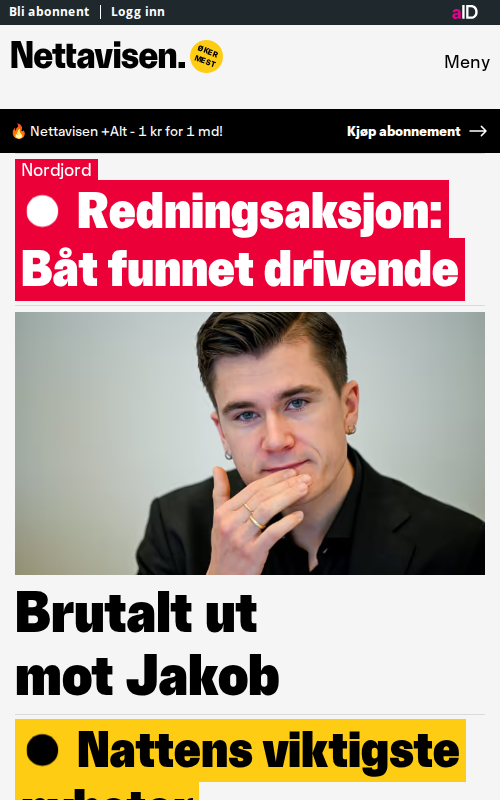 Bli abonnent | Logg inn
aID
Nettavisen.
ØKER
MEST
Meny
🔥 Nettavisen +Alt - 1 kr for 1 md!
Kjøp abonnement →
Nordjord
Redningsaksjon:
Båt funnet drivende
Brutalt ut
mot Jakob
Nattens viktigste
nyheter